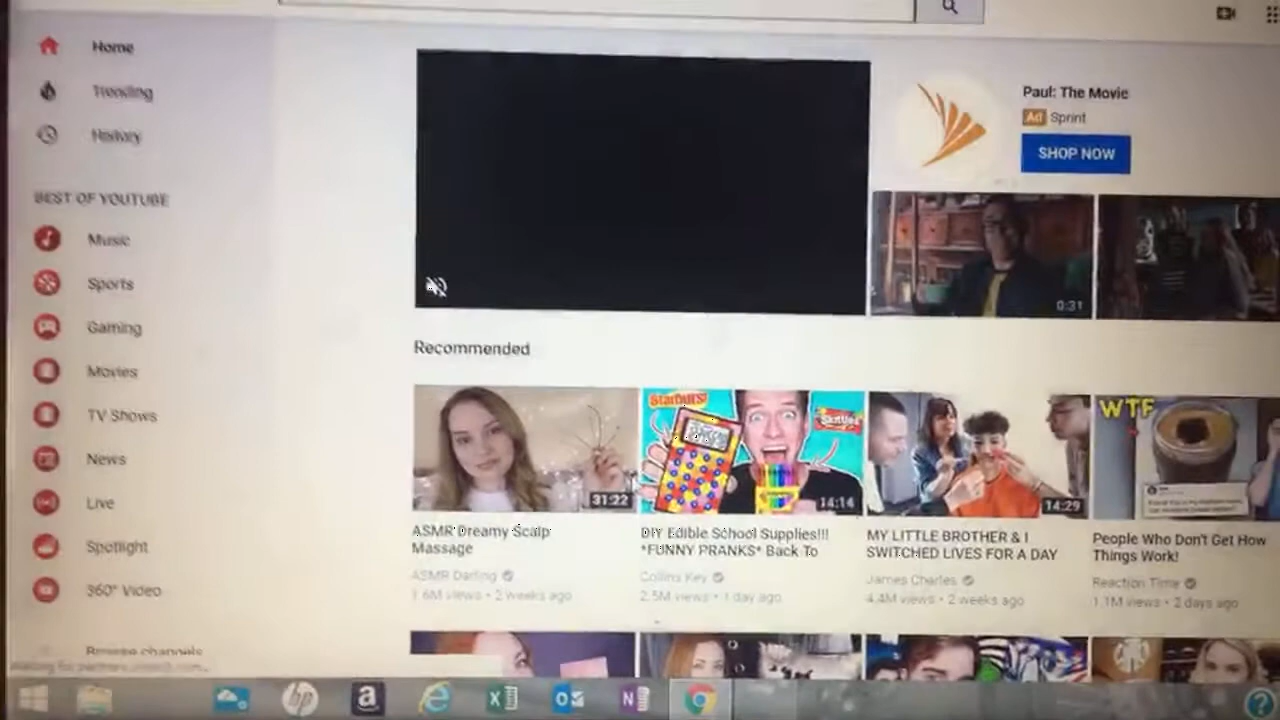 Home
Trending
History
BEST OF YOUTUBE
Music
Sports
Gaming
Movies
TV Shows
News
Live
Spotlight
360° Video
Browse channels
Paul: The Movie
Ad Sprint
SHOP NOW
0:31
Recommended
31:22
14:14
14:29
WTF
ASMR Dreamy Scalp
Massage
ASMR Darling
1.6M views • 2 weeks ago
DIY Edible School Supplies!!!
*FUNNY PRANKS* Back To
Collins Key
2.5M views • 1 day ago
MY LITTLE BROTHER & I
SWITCHED LIVES FOR A DAY
James Charles
4.4M views • 2 weeks ago
People Who Don't Get How
Things Work!
Reaction Time
1.1M views • 2 days ago
hp
a